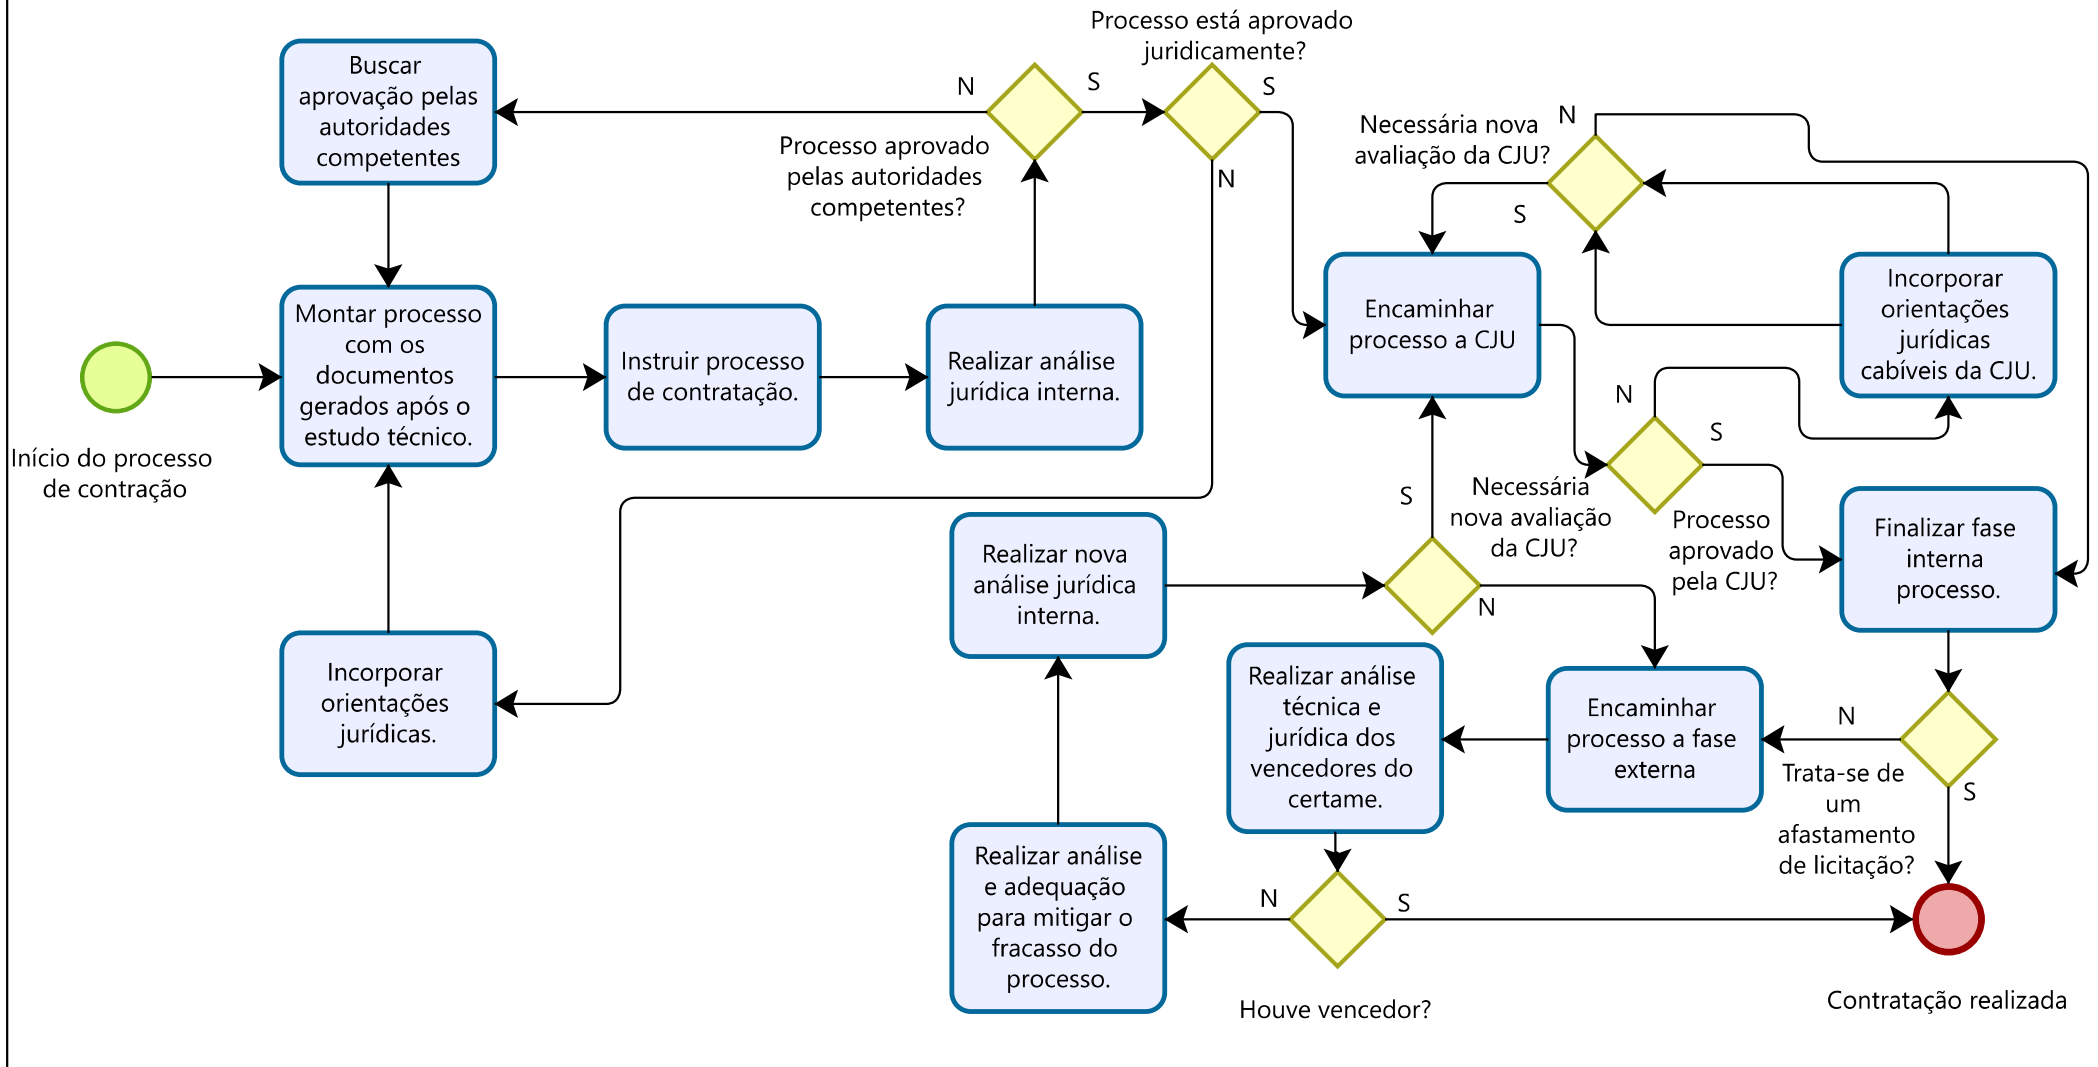 Processo está aprovado
juridicamente?
Buscar
aprovação pelas
autoridades
competentes
N
S
S
Processo aprovado
pelas autoridades
competentes?
N
Necessária nova
avaliação da CJU?
N
S
Início do processo
de contração
Montar processo
com os
documentos
gerados após o
estudo técnico.
Instruir processo
de contratação.
Realizar análise
jurídica interna.
Encaminhar
processo a CJU
Incorporar
orientações
jurídicas
cabíveis da CJU.
N
S
Processo
aprovado
pela CJU?
S
Necessária
nova avaliação
da CJU?
N
Finalizar fase
interna
processo.
Realizar nova
análise jurídica
interna.
Incorporar
orientações
jurídicas.
Realizar análise
técnica e
jurídica dos
vencedores do
certame.
Encaminhar
processo a fase
externa
N
Trata-se de
um
afastamento
de licitação?
S
Realizar análise
e adequação
para mitigar o
fracasso do
processo.
N
S
Houve vencedor?
Contratação realizada